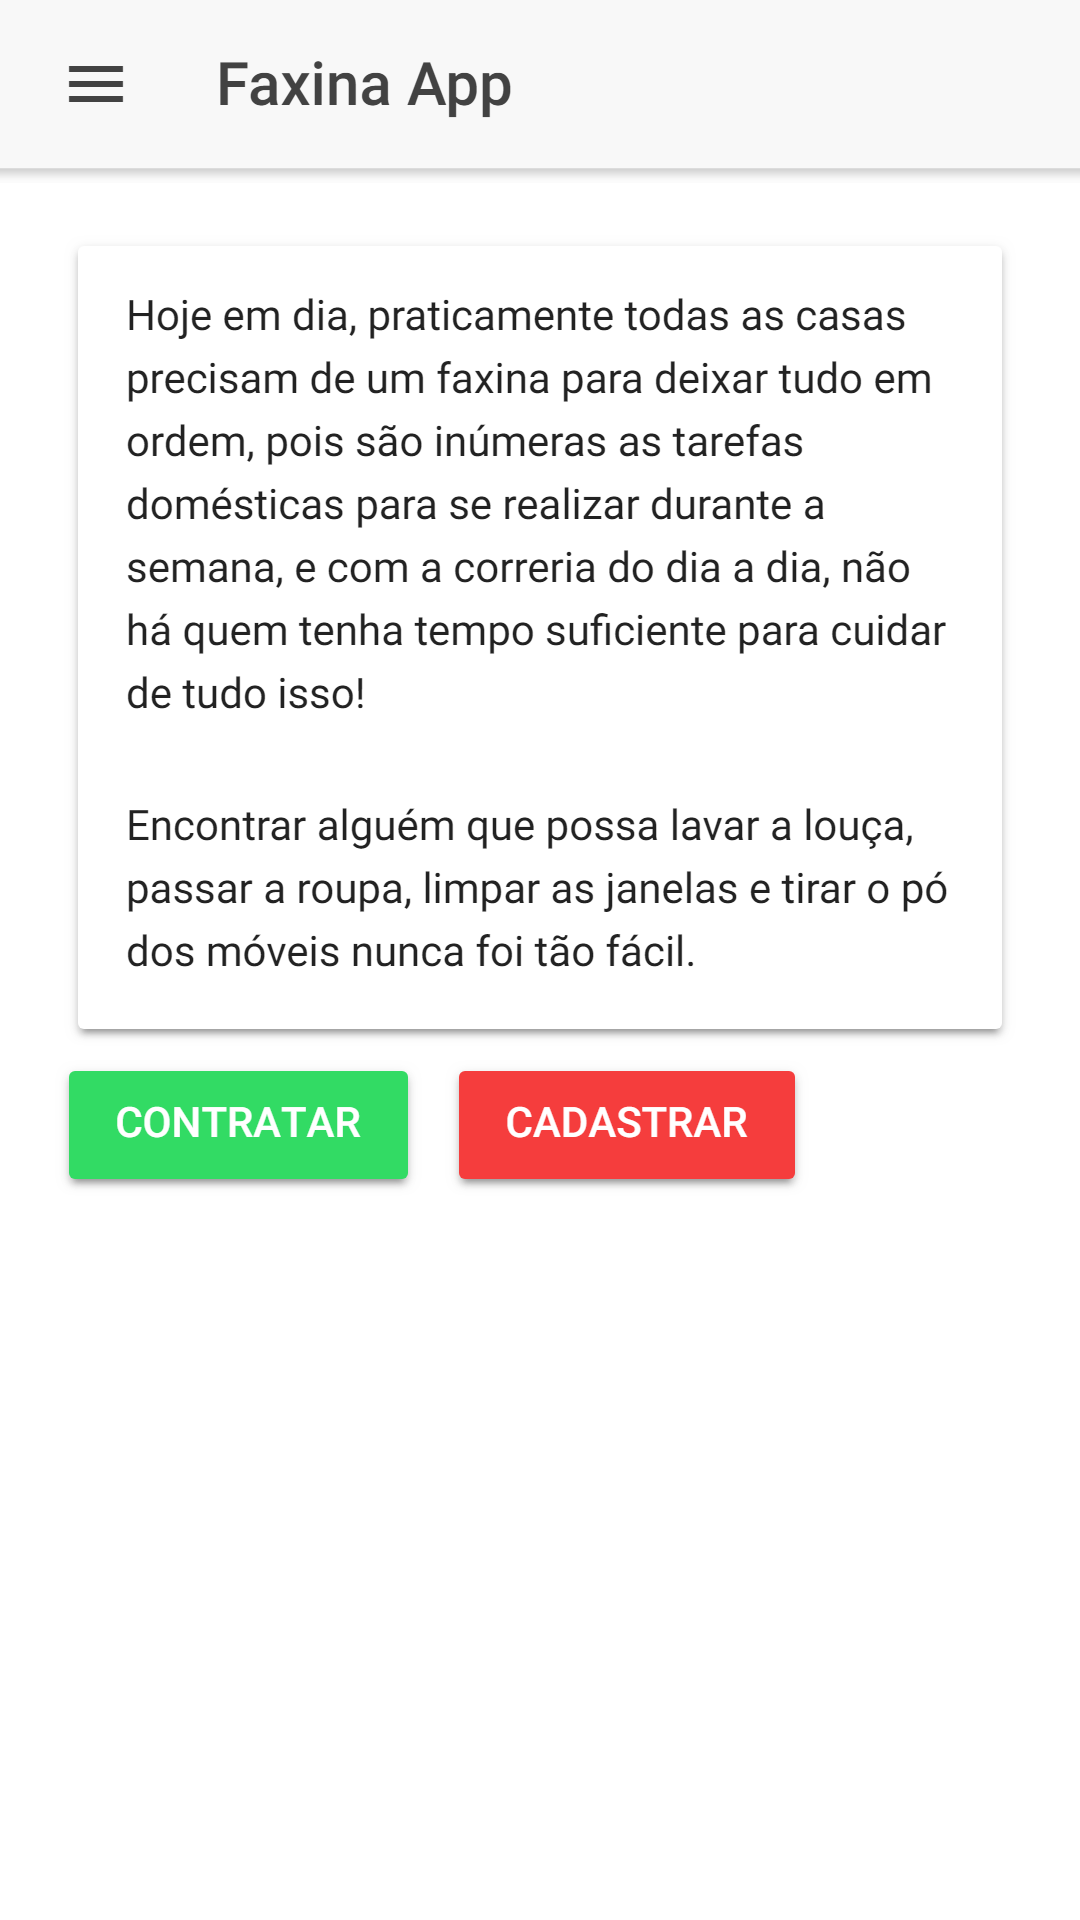 Faxina App
Hoje em dia, praticamente todas as casas
precisam de um faxina para deixar tudo em
ordem, pois são inúmeras as tarefas
domésticas para se realizar durante a
semana, e com a correria do dia a dia, não
há quem tenha tempo suficiente para cuidar
de tudo isso!
Encontrar alguém que possa lavar a louça,
passar a roupa, limpar as janelas e tirar o pó
dos móveis nunca foi tão fácil.
CONTRATAR
CADASTRAR